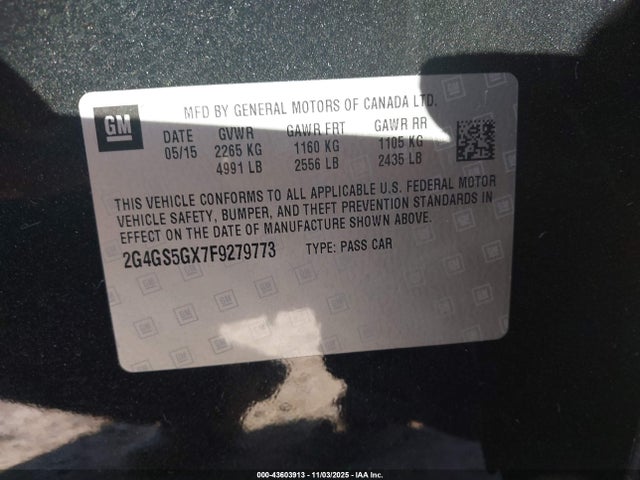 MFD BY GENERAL MOTORS OF CANADA LTD.
GM
DATE GVWR GAWR FRT GAWR RR
05/15 2265 KG 1160 KG 1105 KG
4991 LB 2556 LB 2435 LB
THIS VEHICLE CONFORMS TO ALL APPLICABLE U.S. FEDERAL MOTOR
VEHICLE SAFETY, BUMPER, AND THEFT PREVENTION STANDARDS IN
EFFECT ON THE DATE OF MANUFACTURE SHOWN ABOVE.
2G4GS5GX7F9279773 TYPE: PASS CAR
000-43603913 - 11/03/2025 - IAA Inc.